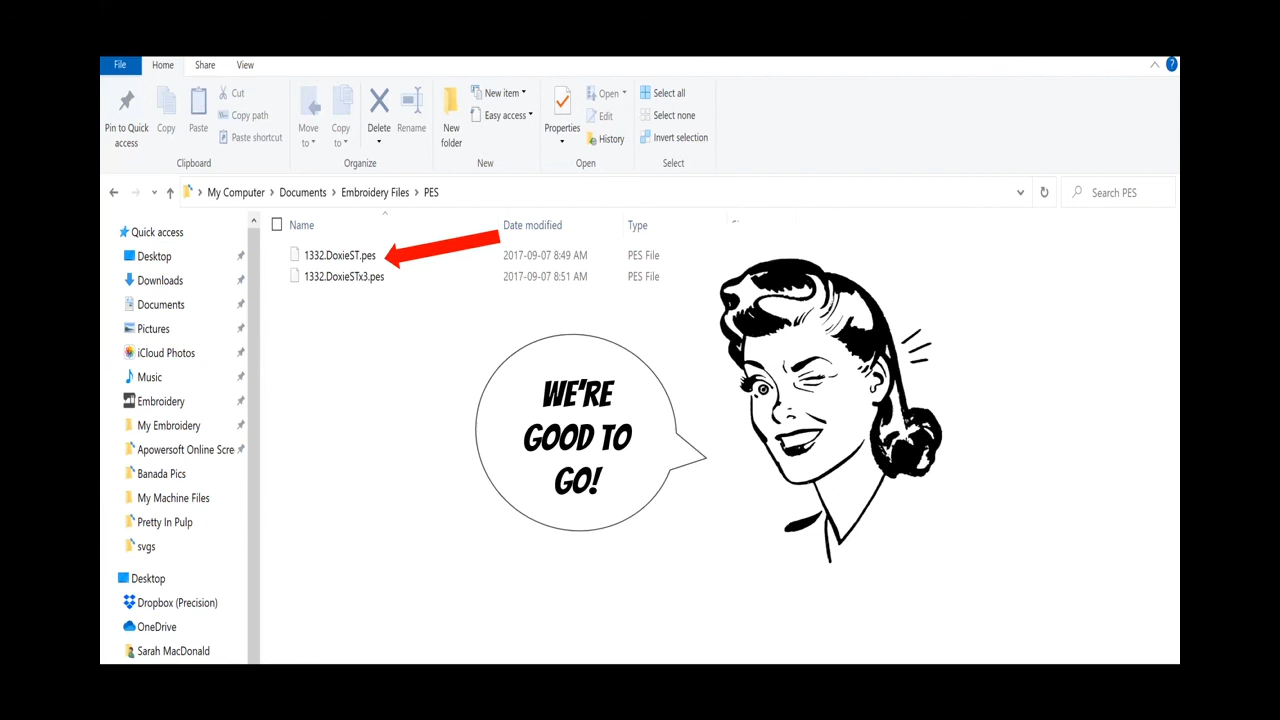 File Home Share View
Cut
New item
Open
Select all
Copy path
Easy access
Edit
Select none
Paste shortcut
History
Invert selection
Pin to Quick access
Copy
Paste
Move to
Copy to
Delete
Rename
New folder
Properties
Clipboard Organize New Open Select
My Computer > Documents > Embroidery Files > PES
Search PES
Name Date modified Type
1332.DoxieST.pes 2017-09-07 8:49 AM PES File
1332.DoxieSTx3.pes 2017-09-07 8:51 AM PES File
Quick access
Desktop
Downloads
Documents
Pictures
iCloud Photos
Music
Embroidery
My Embroidery
Apowersoft Online Scre
Banada Pics
My Machine Files
Pretty In Pulp
svgs
Desktop
Dropbox (Precision)
OneDrive
Sarah MacDonald
WE'RE
GOOD TO
GO!